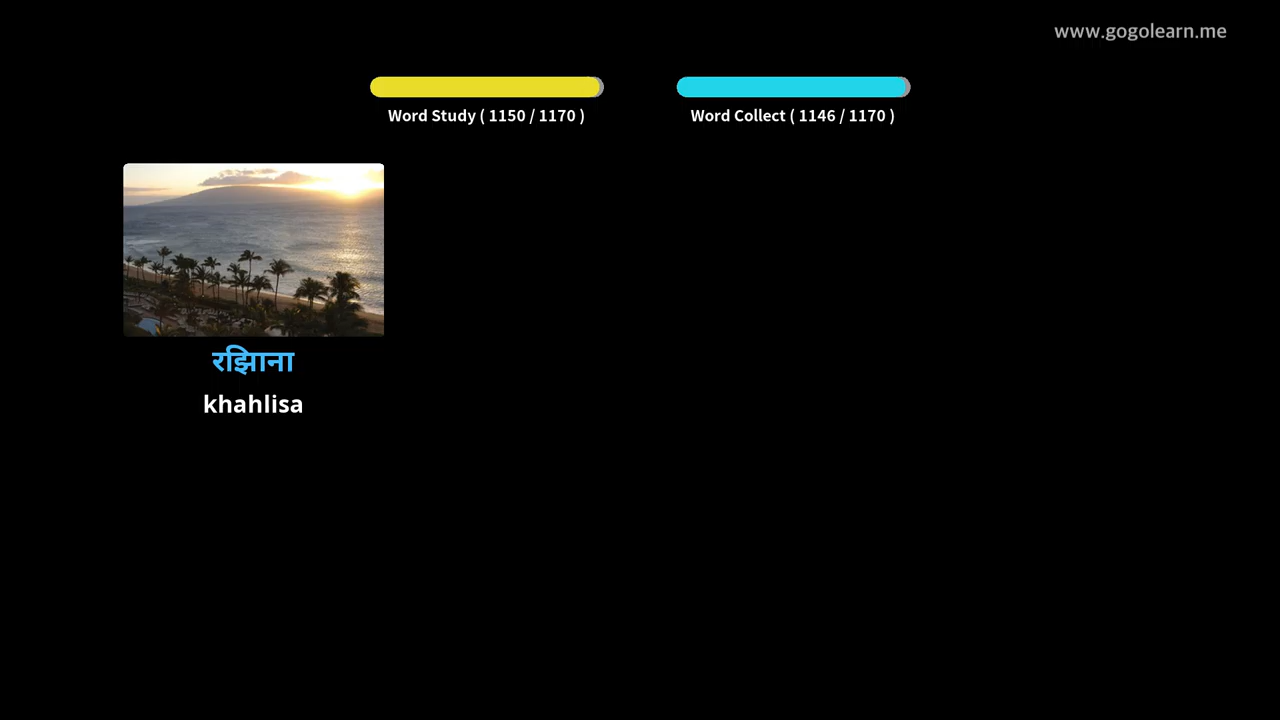 www.gogolearn.me
Word Study ( 1150 / 1170 )
Word Collect ( 1146 / 1170 )
रझिाना
khahlisa